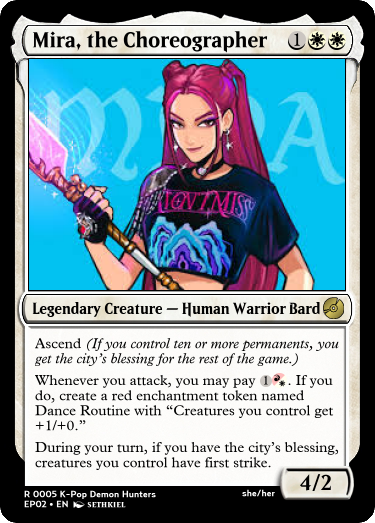 Mira, the Choreographer 1
MIRA
Legendary Creature — Human Warrior Bard
Ascend (If you control ten or more permanents, you
get the city's blessing for the rest of the game.)
Whenever you attack, you may pay 1. If you
do, create a red enchantment token named
Dance Routine with “Creatures you control get
+1/+0.”
During your turn, if you have the city's blessing,
creatures you control have first strike.
4/2
R 0005 K-Pop Demon Hunters
she/her
EP02 • EN SETHKIEL